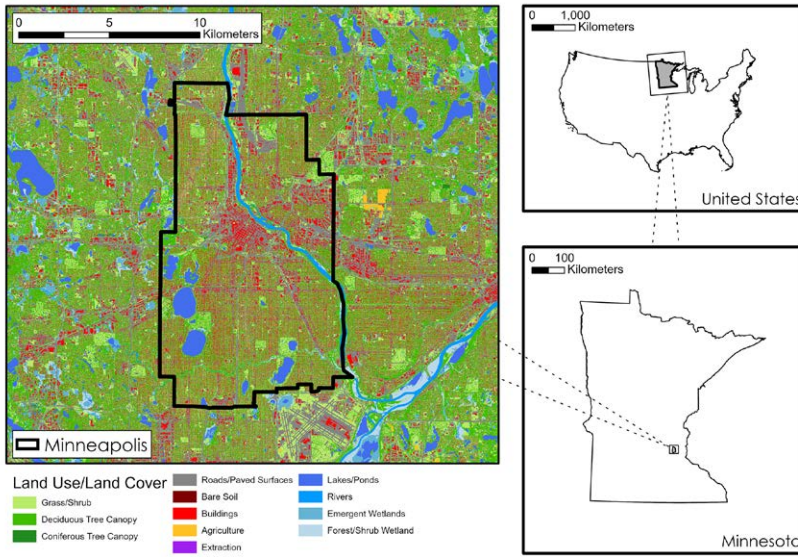 0 5 10
Kilometers
Minneapolis
0 1,000
Kilometers
United States
0 100
Kilometers
Minnesota
Land Use/Land Cover
Grass/Shrub
Deciduous Tree Canopy
Coniferous Tree Canopy
Roads/Paved Surfaces
Bare Soil
Buildings
Agriculture
Extraction
Lakes/Ponds
Rivers
Emergent Wetlands
Forest/Shrub Wetland